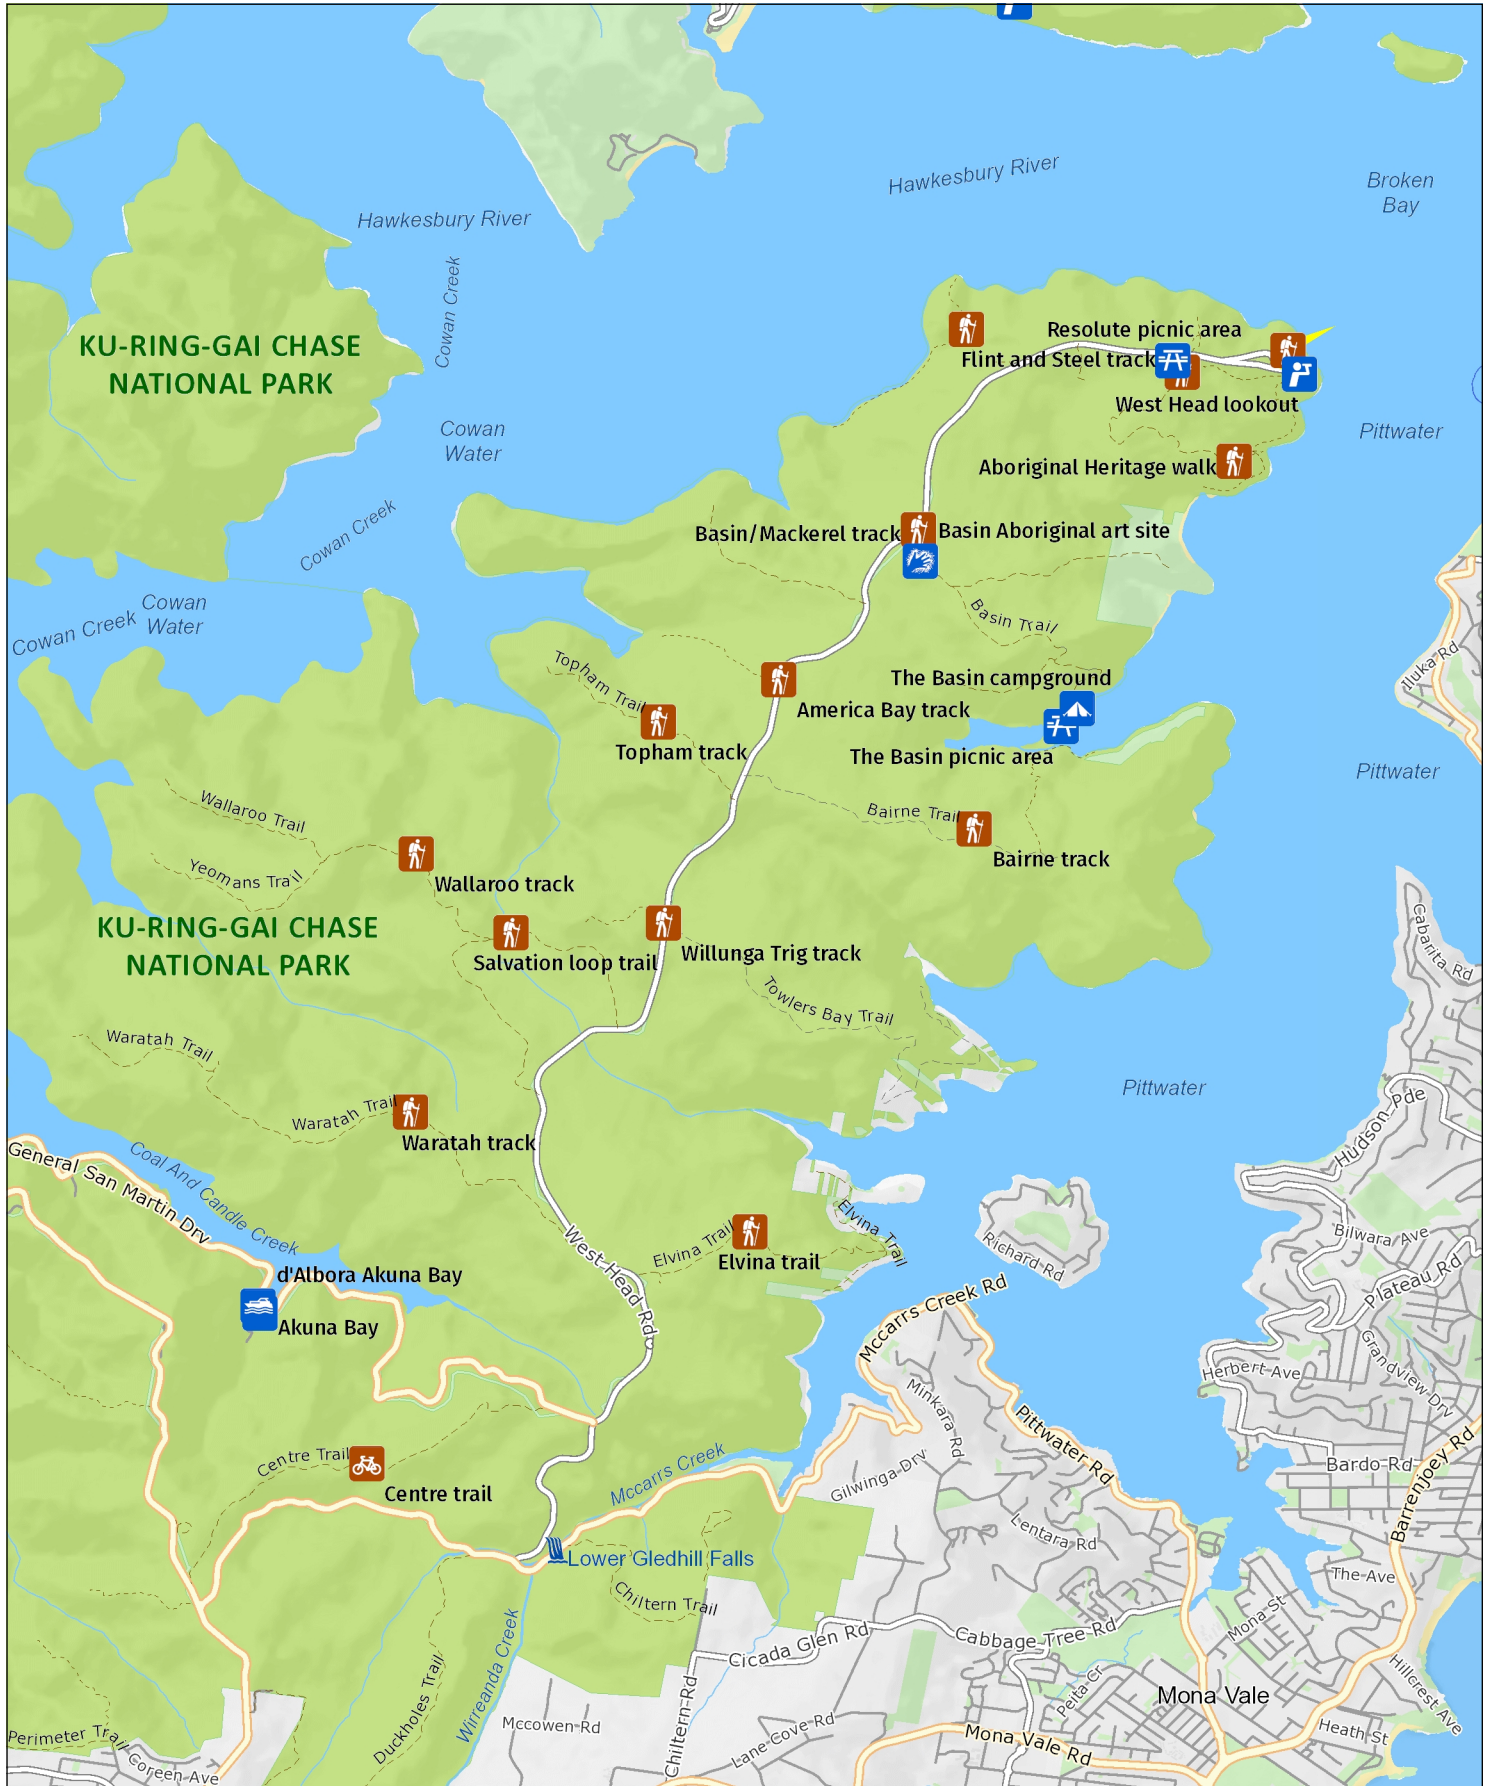 Hawkesbury River
Broken
Bay
Hawkesbury River
Cowan Creek
KU-RING-GAI CHASE
NATIONAL PARK
Resolute picnic area
Flint and Steel track
West Head lookout
Cowan
Water
Pittwater
Aboriginal Heritage walk
Cowan Creek
Basin/Mackerel track
Basin Aboriginal art site
Cowan
Water
Cowan Creek
Basin Trail
Iluka Rd
Topham Trail
The Basin campground
America Bay track
Topham track
The Basin picnic area
Pittwater
Wallaroo Trail
Bairne Trail
Bairne track
Yeomans Trail
Wallaroo track
KU-RING-GAI CHASE
NATIONAL PARK
Salvation loop trail
Willunga Trig track
Cabarita Rd
Towlers Bay Trail
Waratah Trail
Pittwater
Waratah Trail
Waratah track
Hudson Pde
General San Martin Drv
Coal And Candle Creek
West Head Rd
Elvina Trail
Elvina trail
Elvina Trail
Richard Rd
Bilwara Ave
Plateau Rd
d'Albora Akuna Bay
Akuna Bay
Mccarrs Creek Rd
Herbert Ave
Grandview Drv
Minkara Rd
Pittwater Rd
Centre Trail
Centre trail
Mccarrs Creek
Gilwinga Drv
Bardo Rd
Barrenjoey Rd
Lentara Rd
Lower Gledhill Falls
The Ave
Chiltern Trail
Mona St
Cicada Glen Rd
Cabbage Tree Rd
Wirreanda Creek
Duckholes Trail
Peita Cr
Hillcrest Ave
Mona Vale
Mccowen Rd
Chiltern Rd
Lane Cove Rd
Mona Vale Rd
Heath St
Perimeter Trail
Coreen Ave